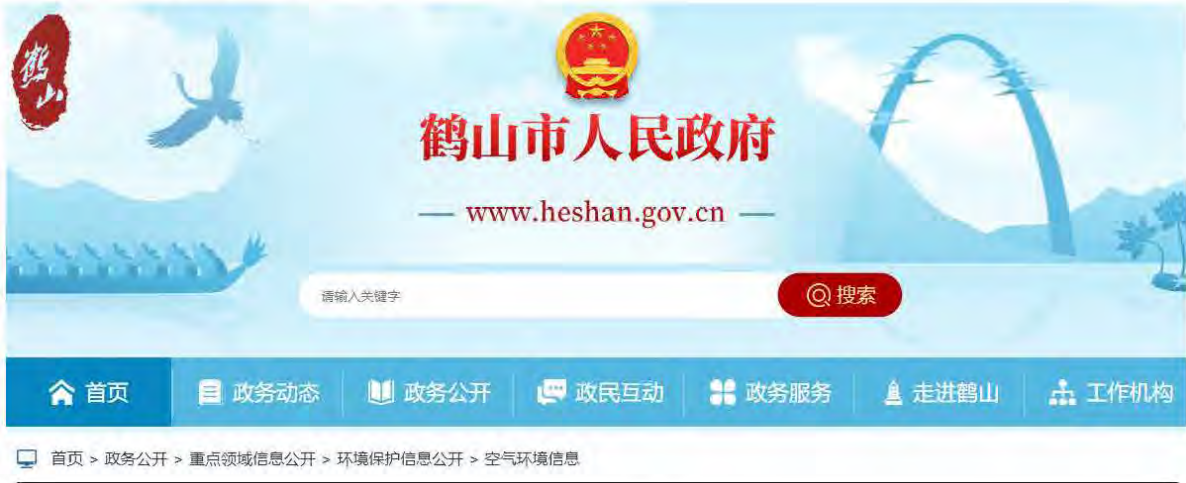 鹤山
鹤山市人民政府
www.heshan.gov.cn
请输入关键字
搜索
首页 政务动态 政务公开 政民互动 政务服务 走进鹤山 工作机构
首页 > 政务公开 > 重点领域信息公开 > 环境保护信息公开 > 空气环境信息